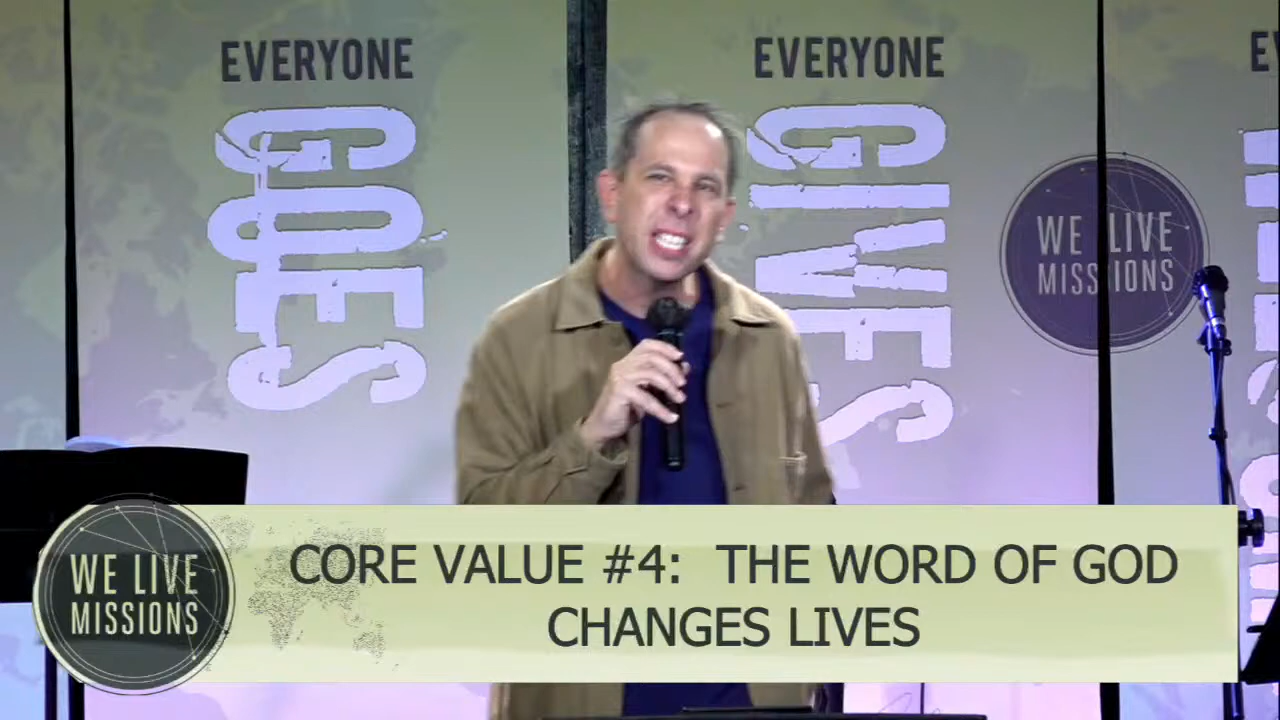 EVERYONE
GOES
EVERYONE
GIVES
WE LIVE
MISSIONS
WE LIVE
MISSIONS
CORE VALUE #4: THE WORD OF GOD
CHANGES LIVES